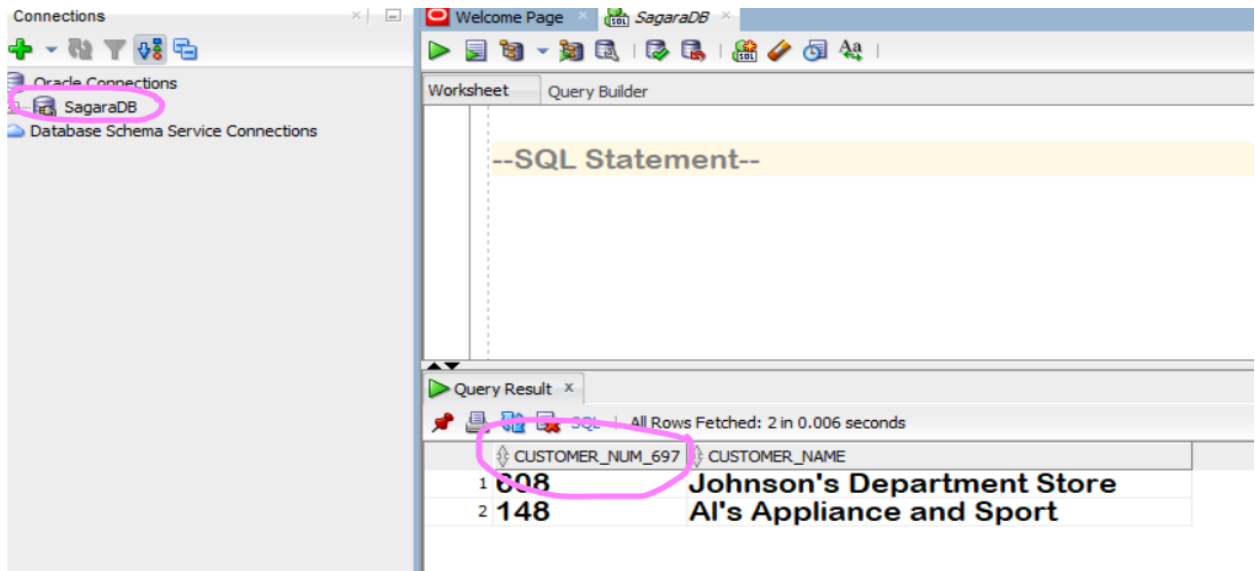 Connections
Welcome Page
SagaraDB
Oracle Connections
SagaraDB
Database Schema Service Connections
Worksheet Query Builder
--SQL Statement--
Query Result
SQL | All Rows Fetched: 2 in 0.006 seconds
CUSTOMER_NUM_697 CUSTOMER_NAME
1 608 Johnson's Department Store
2 148 Al's Appliance and Sport